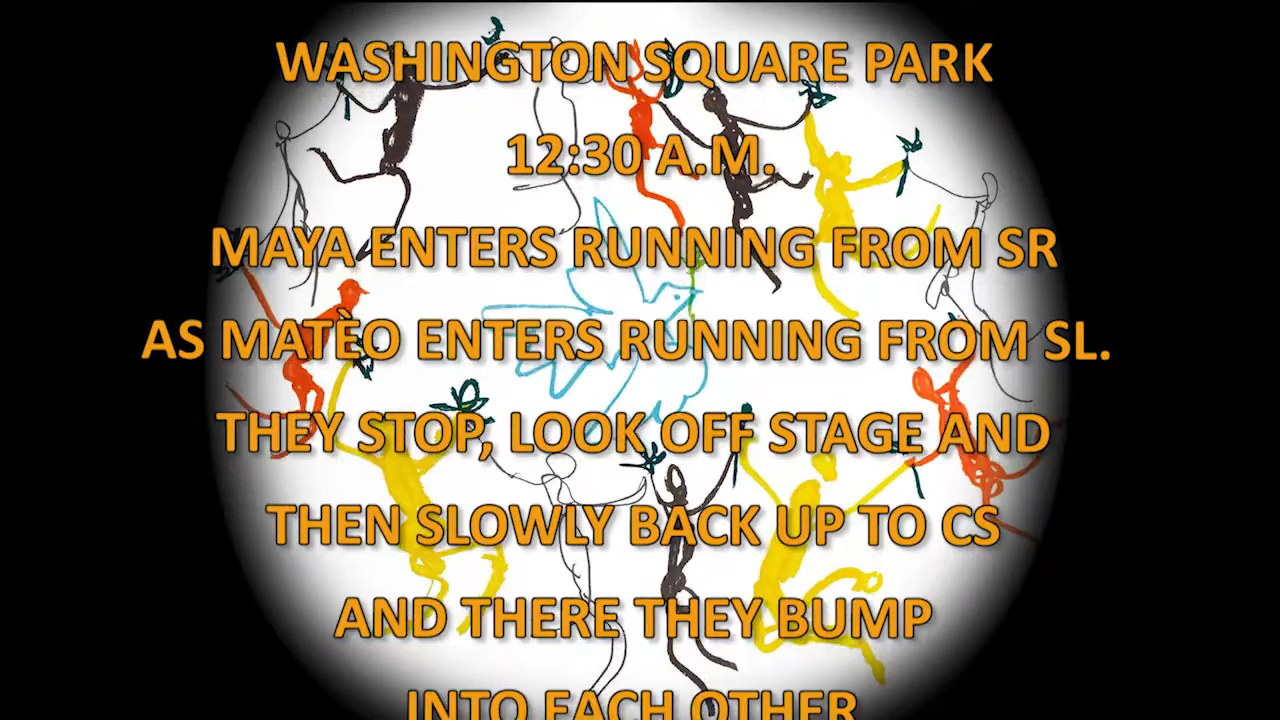 WASHINGTON SQUARE PARK
12:30 A.M.
MAYA ENTERS RUNNING FROM SR
AS MATÈO ENTERS RUNNING FROM SL.
THEY STOP, LOOK OFF STAGE AND
THEN SLOWLY BACK UP TO CS
AND THERE THEY BUMP
INTO EACH OTHER